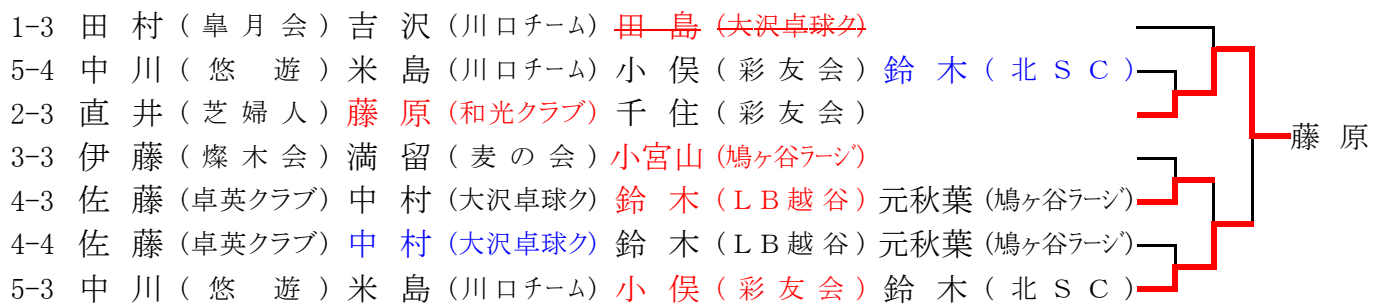 1-3 田 村 (皐月会) 吉 沢 (川口チーム) 田 島 (大沢卓球ク)
5-4 中 川 (悠 遊) 米 島 (川口チーム) 小 俣 (彩友会) 鈴 木 (北SC)
2-3 直 井 (芝婦人) 藤 原 (和光クラブ) 千 住 (彩友会)
藤 原
3-3 伊 藤 (燦木会) 満 留 (麦の会) 小宮山 (鳩ヶ谷ラージ)
4-3 佐 藤 (卓英クラブ) 中 村 (大沢卓球ク) 鈴 木 (LB越谷) 元秋葉 (鳩ヶ谷ラージ)
4-4 佐 藤 (卓英クラブ) 中 村 (大沢卓球ク) 鈴 木 (LB越谷) 元秋葉 (鳩ヶ谷ラージ)
5-3 中 川 (悠 遊) 米 島 (川口チーム) 小 俣 (彩友会) 鈴 木 (北SC)